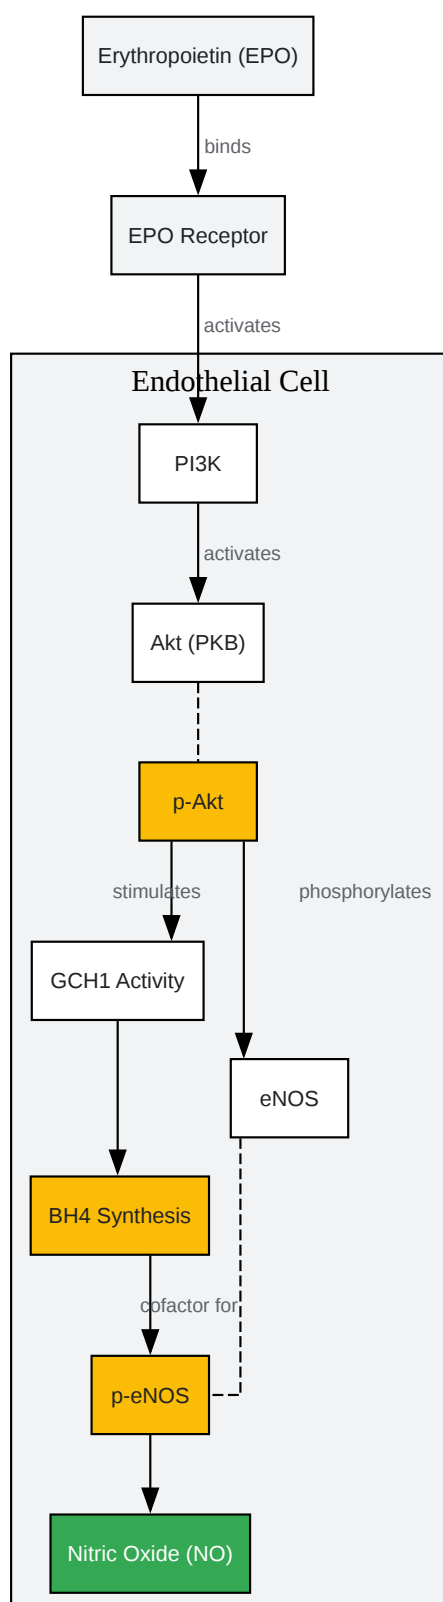 Erythropoietin (EPO)
binds
EPO Receptor
activates
Endothelial Cell
PI3K
activates
Akt (PKB)
p-Akt
stimulates
phosphorylates
GCH1 Activity
eNOS
BH4 Synthesis
cofactor for
p-eNOS
Nitric Oxide (NO)